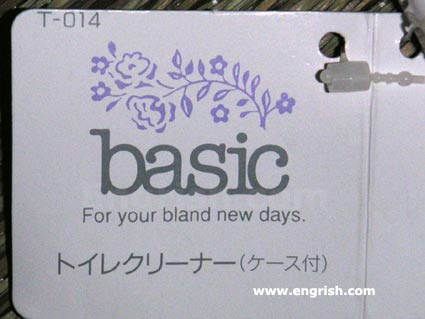 T-014
basic
For your bland new days.
トイレクリーナー(ケース付)
www.engrish.com